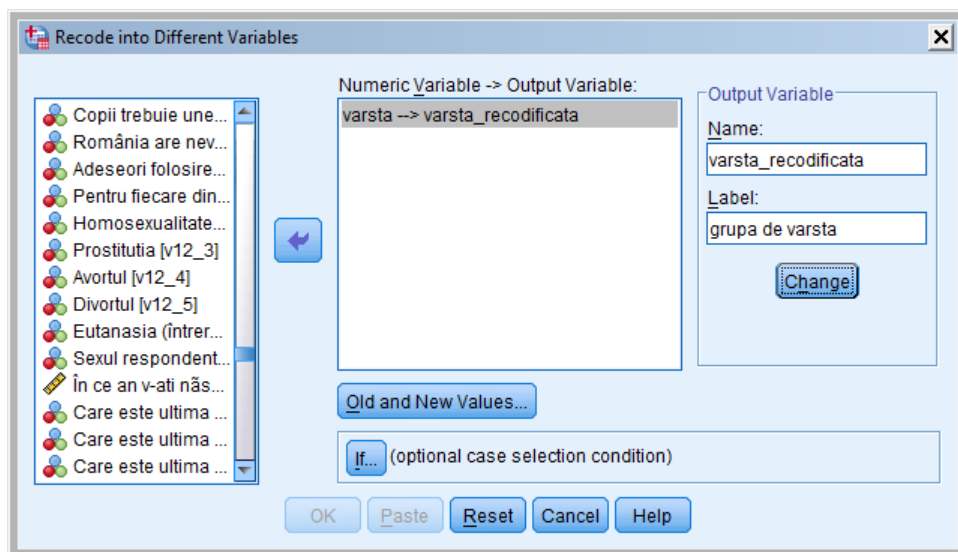 Recode into Different Variables
Copii trebuie une...
România are nev...
Adeseori folosire...
Pentru fiecare din...
Homosexualitate...
Prostitutia [v12_3]
Avortul [v12_4]
Divortul [v12_5]
Eutanasia (întrer...
Sexul respondent...
În ce an v-ati nãs...
Care este ultima ...
Care este ultima ...
Care este ultima ...
Numeric Variable -> Output Variable:
varsta --> varsta_recodificata
Output Variable
Name:
varsta_recodificata
Label:
grupa de varsta
Change
Old and New Values...
If... (optional case selection condition)
OK Paste Reset Cancel Help